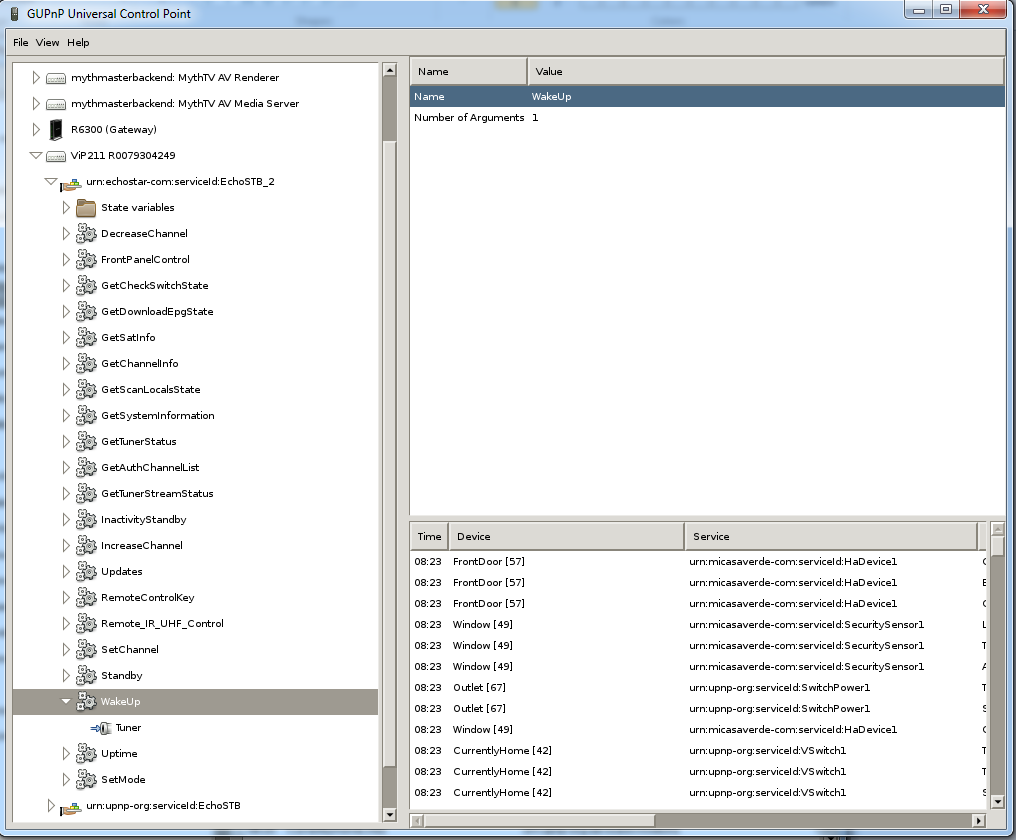 GUPnP Universal Control Point
File View Help
mythmasterbackend: MythTV AV Renderer
mythmasterbackend: MythTV AV Media Server
R6300 (Gateway)
ViP211 R0079304249
urn:echostar-com:serviceId:EchoSTB_2
State variables
DecreaseChannel
FrontPanelControl
GetCheckSwitchState
GetDownloadEpgState
GetSatInfo
GetChannelInfo
GetScanLocalsState
GetSystemInformation
GetTunerStatus
GetAuthChannelList
GetTunerStreamStatus
InactivityStandby
IncreaseChannel
Updates
RemoteControlKey
Remote_IR_UHF_Control
SetChannel
Standby
WakeUp
Tuner
Uptime
SetMode
urn:upnp-org:serviceId:EchoSTB
Name Value
Name WakeUp
Number of Arguments 1
Time Device Service
08:23 FrontDoor [57] urn:micasaverde-com:serviceId:HaDevice1
08:23 FrontDoor [57] urn:micasaverde-com:serviceId:HaDevice1
08:23 FrontDoor [57] urn:micasaverde-com:serviceId:HaDevice1
08:23 Window [49] urn:micasaverde-com:serviceId:SecuritySensor1
08:23 Window [49] urn:micasaverde-com:serviceId:SecuritySensor1
08:23 Window [49] urn:micasaverde-com:serviceId:SecuritySensor1
08:23 Outlet [67] urn:upnp-org:serviceId:SwitchPower1
08:23 Outlet [67] urn:upnp-org:serviceId:SwitchPower1
08:23 Window [49] urn:micasaverde-com:serviceId:HaDevice1
08:23 CurrentlyHome [42] urn:upnp-org:serviceId:VSwitch1
08:23 CurrentlyHome [42] urn:upnp-org:serviceId:VSwitch1
08:23 CurrentlyHome [42] urn:upnp-org:serviceId:VSwitch1